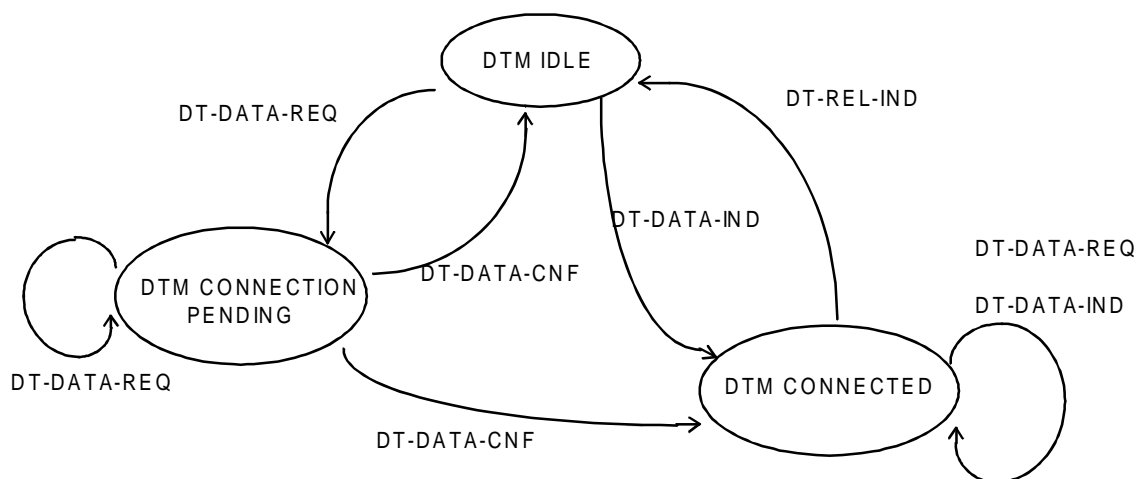 DTM IDLE
DT-REL-IND
DT-DATA-REQ
DT-DATA-IND
DT-DATA-REQ
DT-DATA-CNF
DTM CONNECTION
PENDING
DT-DATA-IND
DT-DATA-REQ
DTM CONNECTED
DT-DATA-CNF